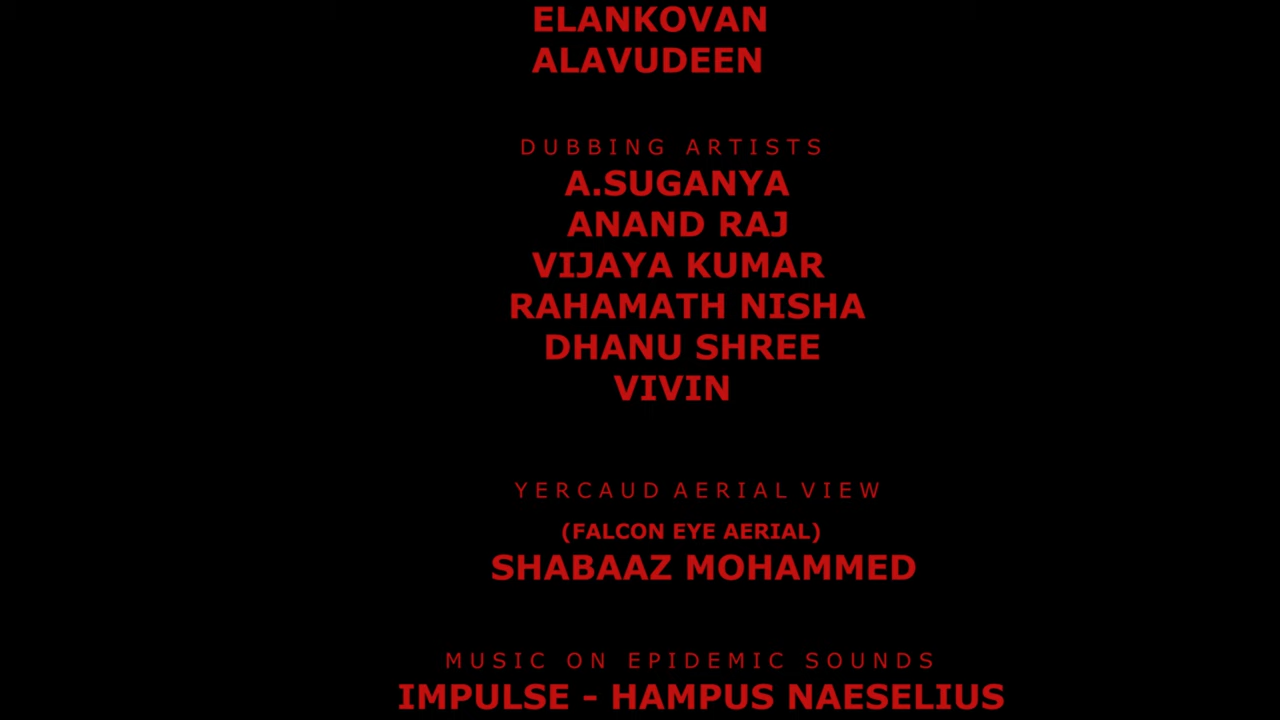 ELANKOVAN
ALAVUDEEN
DUBBING ARTISTS
A.SUGANYA
ANAND RAJ
VIJAYA KUMAR
RAHAMATH NISHA
DHANU SHREE
VIVIN
YERCAUD AERIAL VIEW
(FALCON EYE AERIAL)
SHABAAZ MOHAMMED
MUSIC ON EPIDEMIC SOUNDS
IMPULSE - HAMPUS NAESELIUS